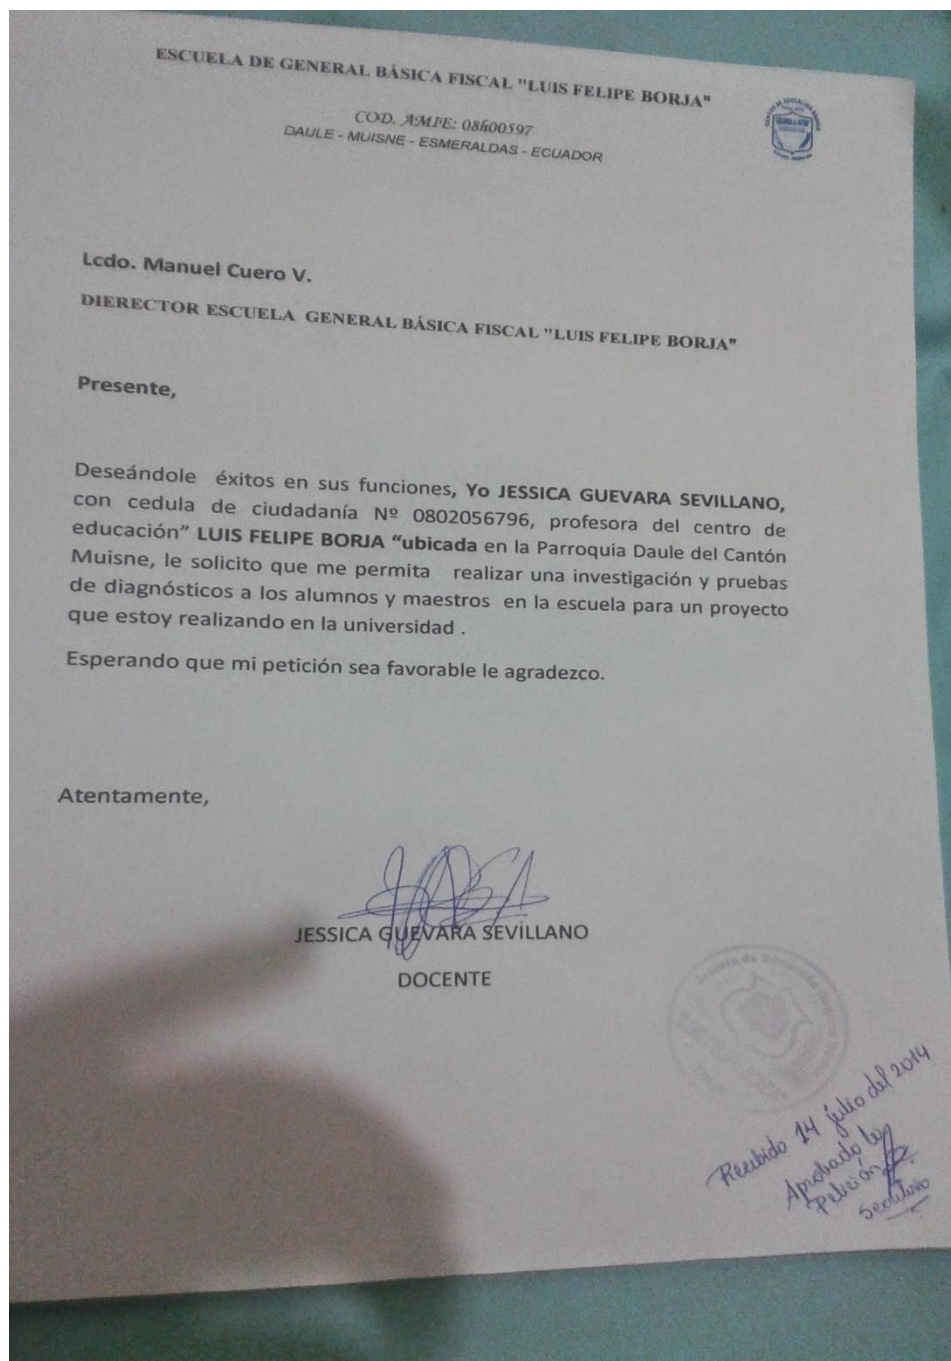 ESCUELA DE GENERAL BÁSICA FISCAL "LUIS FELIPE BORJA"
COD. AMIE: 08h00597
DAULE - MUISNE - ESMERALDAS - ECUADOR
Lcdo. Manuel Cuero V.
DIERECTOR ESCUELA GENERAL BÁSICA FISCAL "LUIS FELIPE BORJA"
Presente,
Deseándole éxitos en sus funciones, Yo JESSICA GUEVARA SEVILLANO,
con cedula de ciudadanía Nº 0802056796, profesora del centro de
educación” LUIS FELIPE BORJA “ubicada en la Parroquia Daule del Cantón
Muisne, le solicito que me permita realizar una investigación y pruebas
de diagnósticos a los alumnos y maestros en la escuela para un proyecto
que estoy realizando en la universidad .
Esperando que mi petición sea favorable le agradezco.
Atentamente,
JESSICA GUEVARA SEVILLANO
DOCENTE
Recibido 14 julio del 2014
Aprobado la
Petición